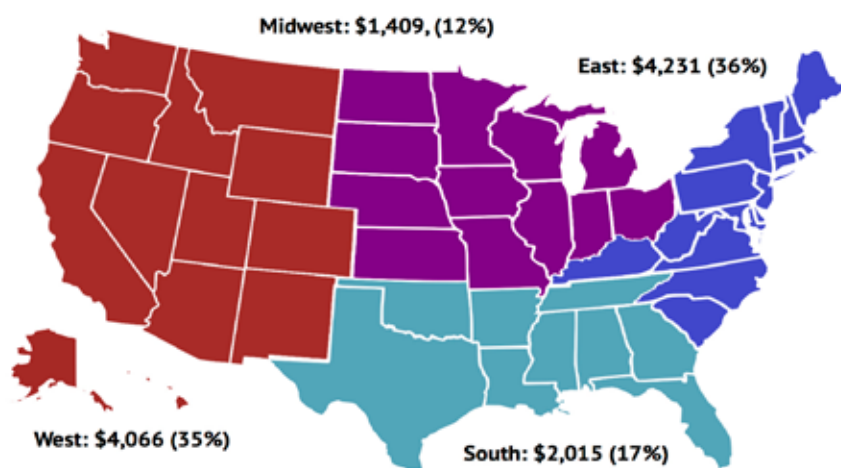 Midwest: $1,409, (12%)
East: $4,231 (36%)
West: $4,066 (35%)
South: $2,015 (17%)